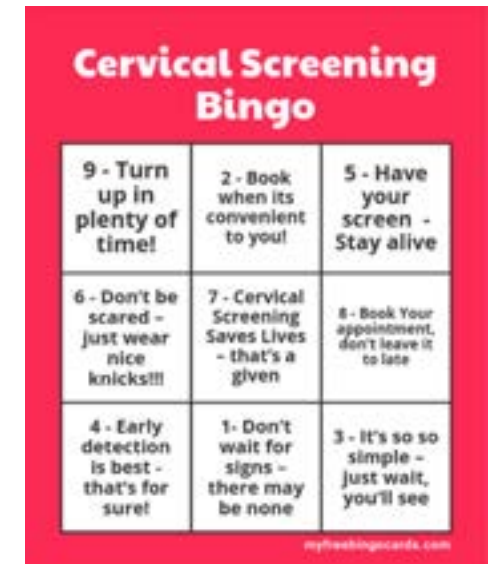 Cervical Screening
Bingo
9 - Turn
up in
plenty of
time!
2 - Book
when its
convenient
to you!
5 - Have
your
screen -
Stay alive
6 - Don't be
scared –
just wear
nice
knicks!!!
7 - Cervical
Screening
Saves Lives
– that's a
given
8 - Book Your
appointment,
don't leave it
to late
4 - Early
detection
is best -
that's for
sure!
1- Don't
wait for
signs –
there may
be none
3 - It's so so
simple –
just wait,
you'll see
myfreebingocards.com